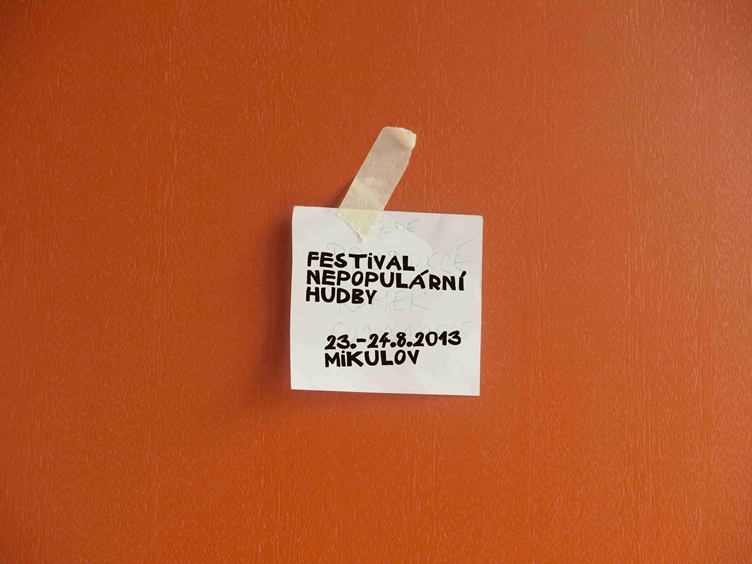 FESTiVAL
NEPOPULÁRNÍ
HUDBY
23.-24.8.2013
MiKULOV